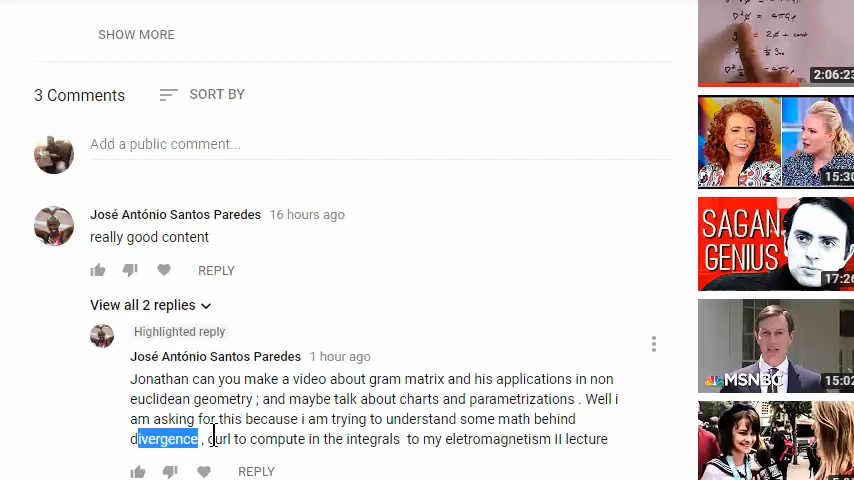 SHOW MORE
3 Comments
SORT BY
Add a public comment...
José António Santos Paredes 16 hours ago
really good content
REPLY
View all 2 replies
Highlighted reply
José António Santos Paredes 1 hour ago
Jonathan can you make a video about gram matrix and his applications in non
euclidean geometry ; and maybe talk about charts and parametrizations . Well i
am asking for this because i am trying to understand some math behind
divergence , curl to compute in the integrals to my eletromagnetism II lecture
REPLY
2:06:23
15:30
SAGAN
GENIUS
17:26
MSNBC
15:02